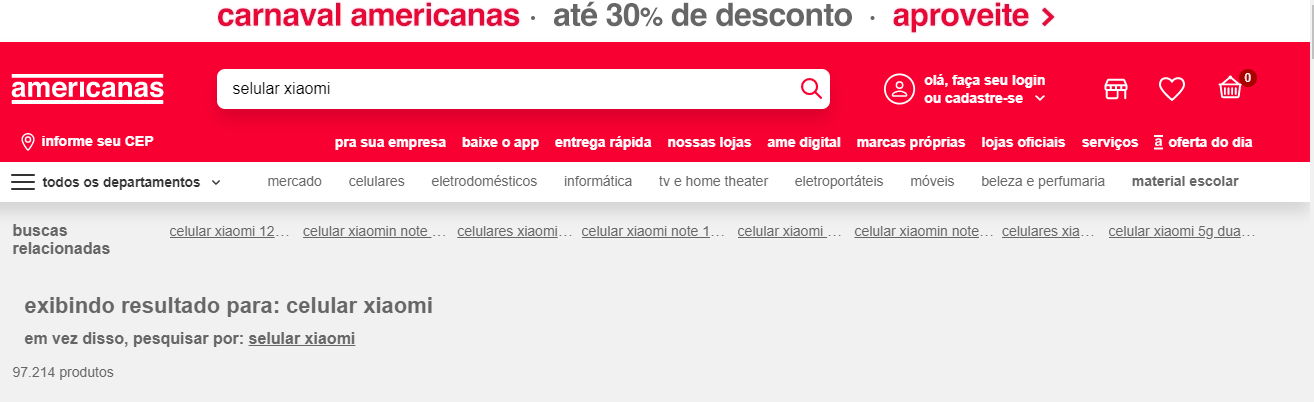 carnaval americanas · até 30% de desconto · aproveite >
americanas
selular xiaomi
olá, faça seu login
ou cadastre-se
0
informe seu CEP
pra sua empresa baixe o app entrega rápida nossas lojas ame digital marcas próprias lojas oficiais serviços a oferta do dia
todos os departamentos mercado celulares eletrodomésticos informática tv e home theater eletroportáteis móveis beleza e perfumaria material escolar
buscas
relacionadas
celular xiaomi 12... celular xiaomin note ... celulares xiaomi... celular xiaomi note 1... celular xiaomi ... celular xiaomin note... celulares xia... celular xiaomi 5g dua...
exibindo resultado para: celular xiaomi
em vez disso, pesquisar por: selular xiaomi
97.214 produtos